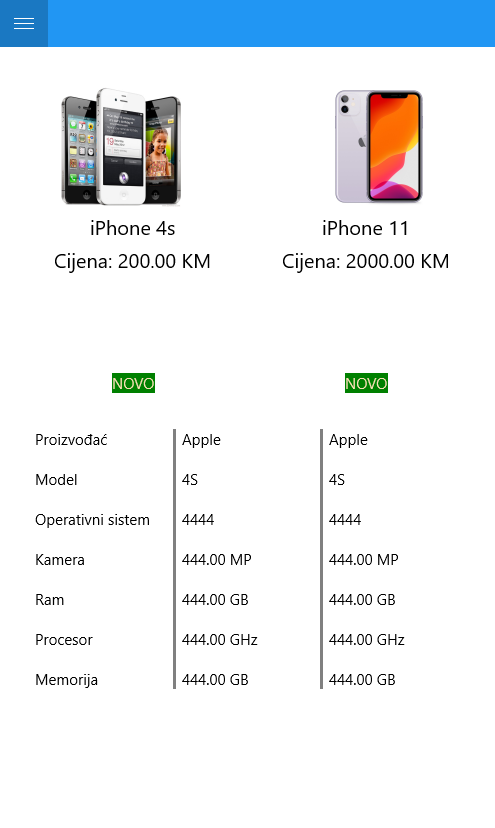 iPhone 4s
iPhone 11
Cijena: 200.00 KM
Cijena: 2000.00 KM
NOVO
NOVO
Proizvođač Apple Apple
Model 4S 4S
Operativni sistem 4444 4444
Kamera 444.00 MP 444.00 MP
Ram 444.00 GB 444.00 GB
Procesor 444.00 GHz 444.00 GHz
Memorija 444.00 GB 444.00 GB